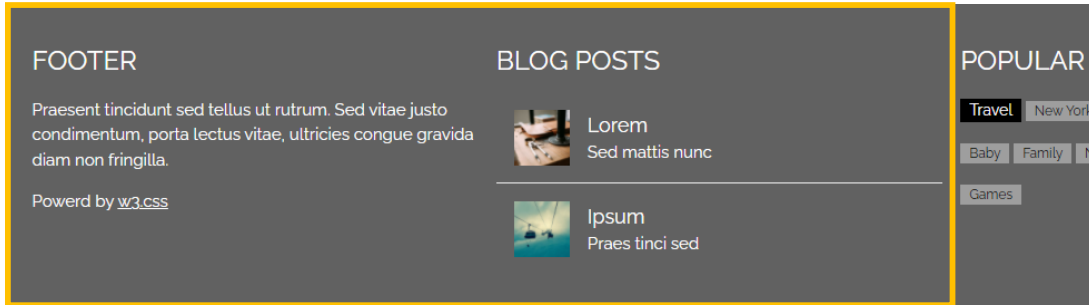 FOOTER
Praesent tincidunt sed tellus ut rutrum. Sed vitae justo
condimentum, porta lectus vitae, ultricies congue gravida
diam non fringilla.
Powerd by w3.css
BLOG POSTS
Lorem
Sed mattis nunc
Ipsum
Praes tinci sed
POPULAR
Travel New York
Baby Family
Games